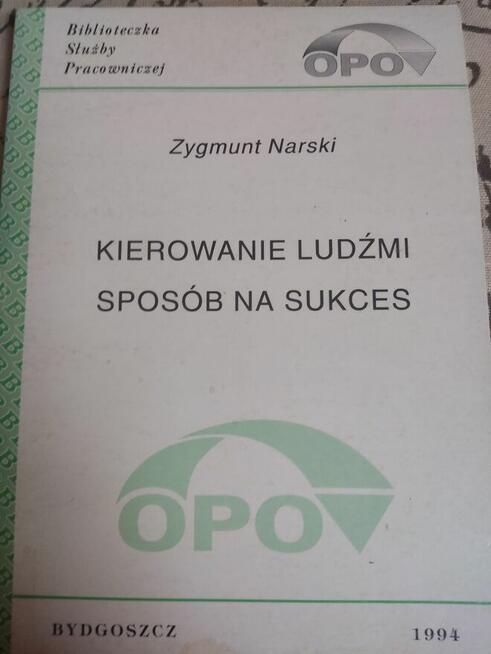 Biblioteczka
Służby
Pracowniczej
OPO
Zygmunt Narski
KIEROWANIE LUDŹMI
SPOSÓB NA SUKCES
OPO
BYDGOSZCZ 1994